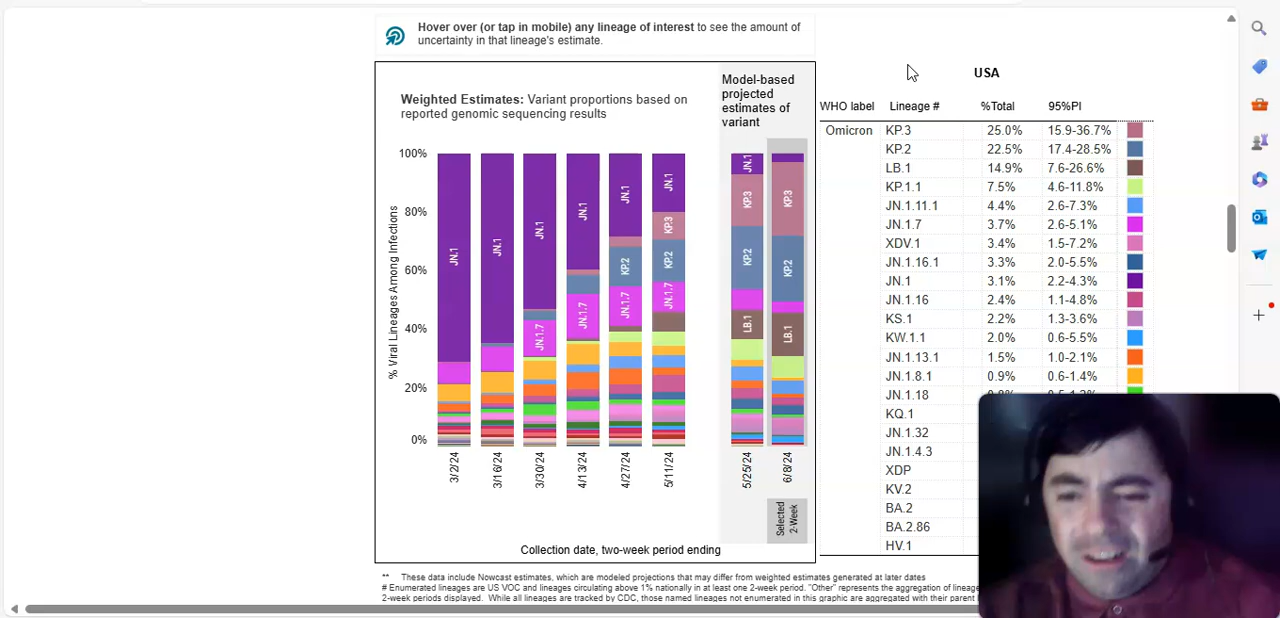 Hover over (or tap in mobile) any lineage of interest to see the amount of
uncertainty in that lineage's estimate.
Weighted Estimates: Variant proportions based on
reported genomic sequencing results
Model-based
projected
estimates of
variant
% Viral Lineages Among Infections
100%
80%
60%
40%
20%
0%
JN.1
JN.1
JN.1
JN.1.7
JN.1
JN.1.7
JN.1
KP.2
JN.1.7
JN.1
KP.3
KP.2
JN.1.7
JN.1
KP.3
KP.2
LB.1
KP.3
KP.2
LB.1
3/2/24
3/16/24
3/30/24
4/13/24
4/27/24
5/11/24
5/25/24
6/8/24
Selected
2-Week
Collection date, two-week period ending
USA
WHO label Lineage # %Total 95%PI
Omicron KP.3 25.0% 15.9-36.7%
KP.2 22.5% 17.4-28.5%
LB.1 14.9% 7.6-26.6%
KP.1.1 7.5% 4.6-11.8%
JN.1.11.1 4.4% 2.6-7.3%
JN.1.7 3.7% 2.6-5.1%
XDV.1 3.4% 1.5-7.2%
JN.1.16.1 3.3% 2.0-5.5%
JN.1 3.1% 2.2-4.3%
JN.1.16 2.4% 1.1-4.8%
KS.1 2.2% 1.3-3.6%
KW.1.1 2.0% 0.6-5.5%
JN.1.13.1 1.5% 1.0-2.1%
JN.1.8.1 0.9% 0.6-1.4%
JN.1.18
KQ.1
JN.1.32
JN.1.4.3
XDP
KV.2
BA.2
BA.2.86
HV.1
** These data include Nowcast estimates, which are modeled projections that may differ from weighted estimates generated at later dates
# Enumerated lineages are US VOC and lineages circulating above 1% nationally in at least one 2-week period. "Other" represents the aggregation of lineage
2-week periods displayed. While all lineages are tracked by CDC, those named lineages not enumerated in this graphic are aggregated with their parent l